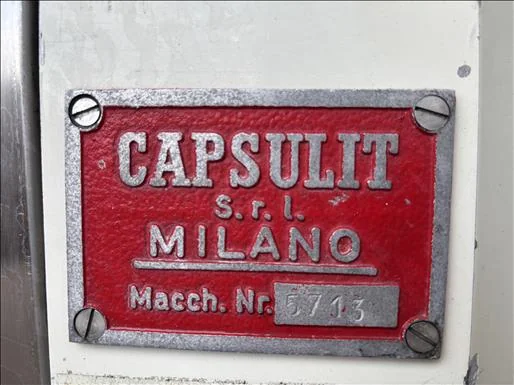 CAPSULIT
S.r.l.
MILANO
Macch. Nr. 5713